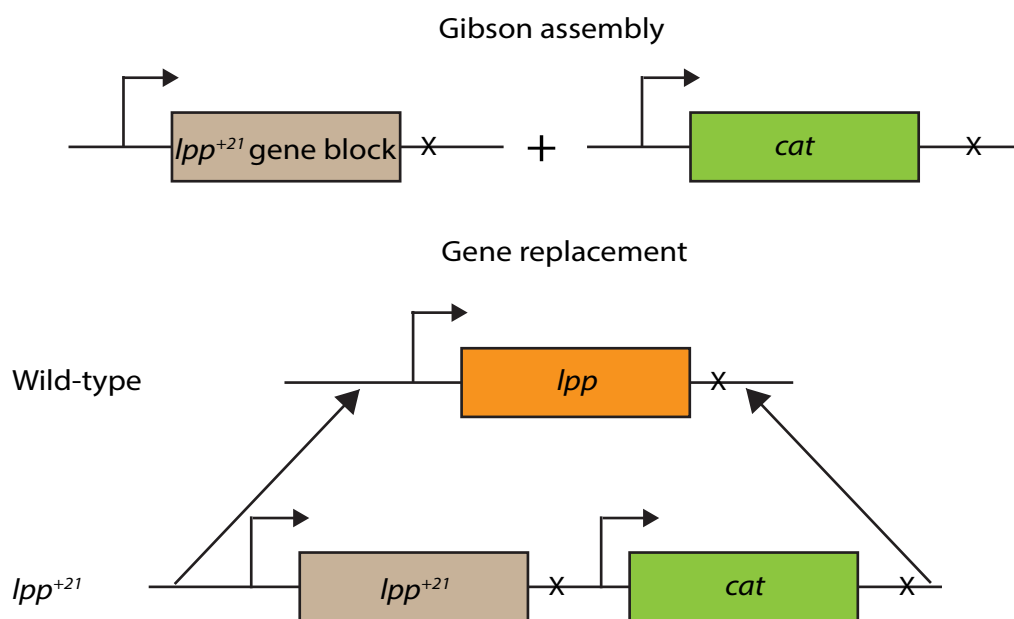 Gibson assembly
lpp+21 gene block x + cat x
Gene replacement
Wild-type lpp x
lpp+21 lpp+21 x cat x